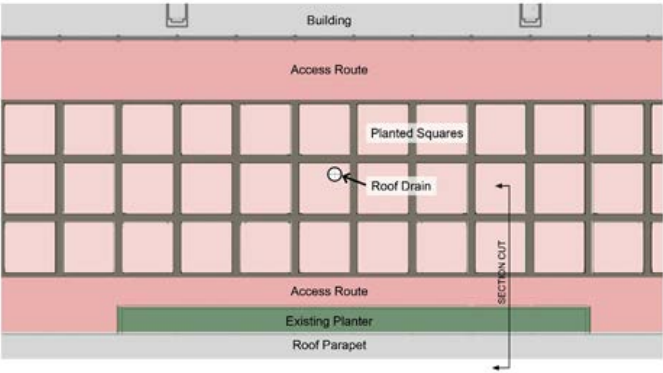 Building
Access Route
Planted Squares
Roof Drain
SECTION CUT
Access Route
Existing Planter
Roof Parapet